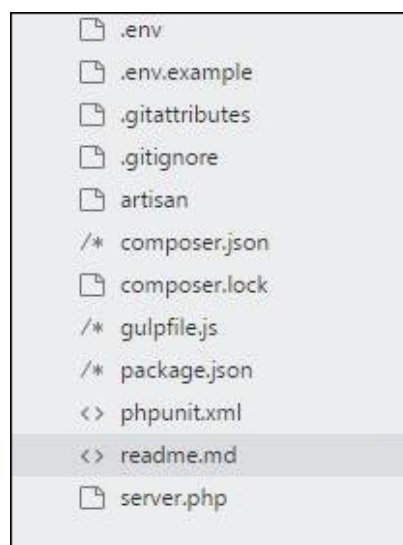 .env
.env.example
.gitattributes
.gitignore
artisan
/* composer.json
composer.lock
/* gulpfile.js
/* package.json
<> phpunit.xml
<> readme.md
server.php